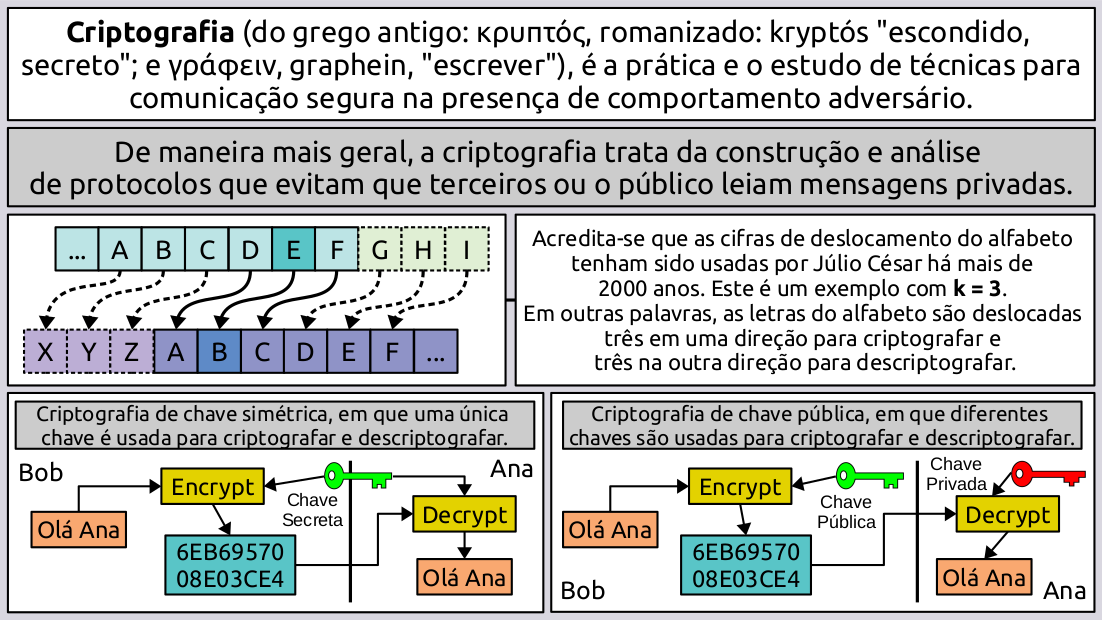 Criptografia (do grego antigo: κρυπτός, romanizado: kryptós "escondido,
secreto"; e γράφειν, graphein, "escrever"), é a prática e o estudo de técnicas para
comunicação segura na presença de comportamento adversário.
De maneira mais geral, a criptografia trata da construção e análise
de protocolos que evitam que terceiros ou o público leiam mensagens privadas.
... A B C D E F G H I
X Y Z A B C D E F ...
Acredita-se que as cifras de deslocamento do alfabeto
tenham sido usadas por Júlio César há mais de
2000 anos. Este é um exemplo com k = 3.
Em outras palavras, as letras do alfabeto são deslocadas
três em uma direção para criptografar e
três na outra direção para descriptografar.
Criptografia de chave simétrica, em que uma única
chave é usada para criptografar e descriptografar.
Bob
Ana
Encrypt
Chave
Secreta
Decrypt
Olá Ana
6EB69570
08E03CE4
Olá Ana
Criptografia de chave pública, em que diferentes
chaves são usadas para criptografar e descriptografar.
Chave
Privada
Encrypt
Chave
Pública
Decrypt
Olá Ana
6EB69570
08E03CE4
Olá Ana
Bob
Ana